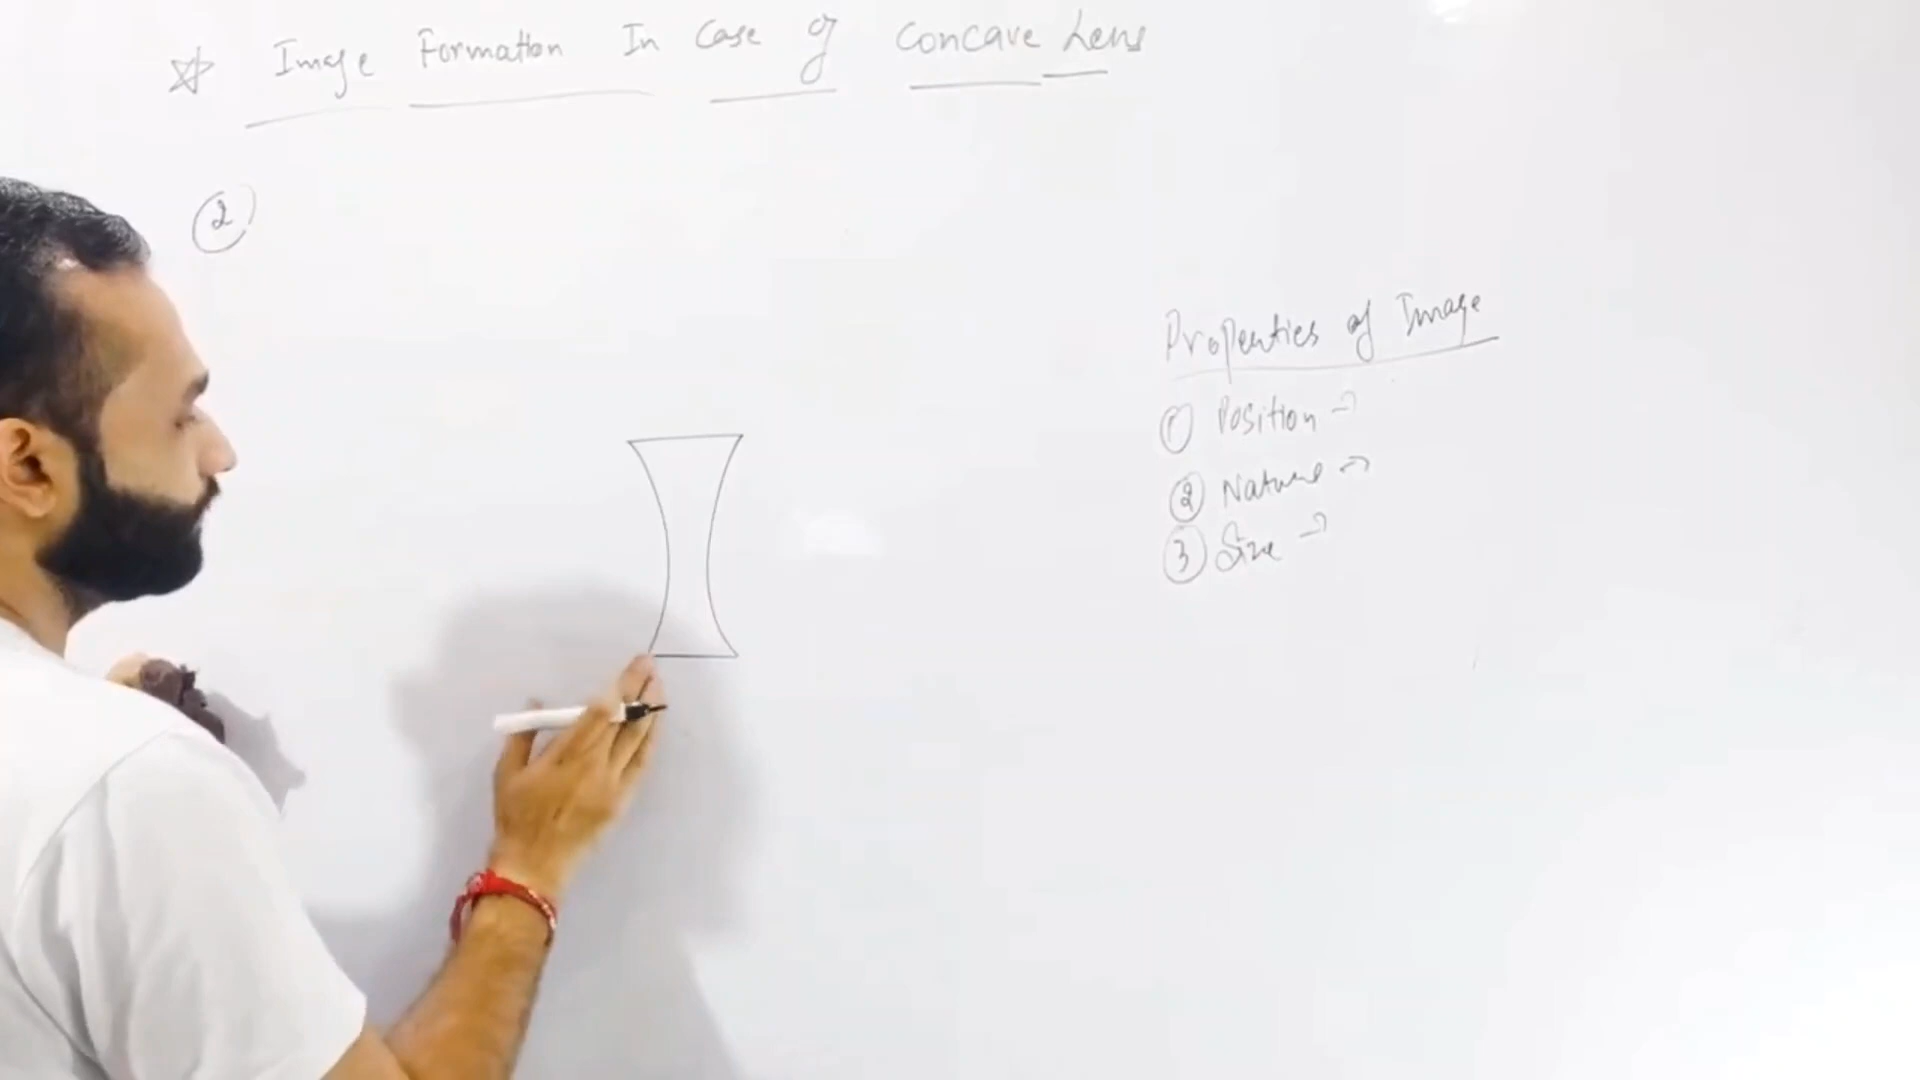 ☆ Image Formation In Case of Concave Lens
②
Properties of Image
① Position →
② Nature →
③ Size →